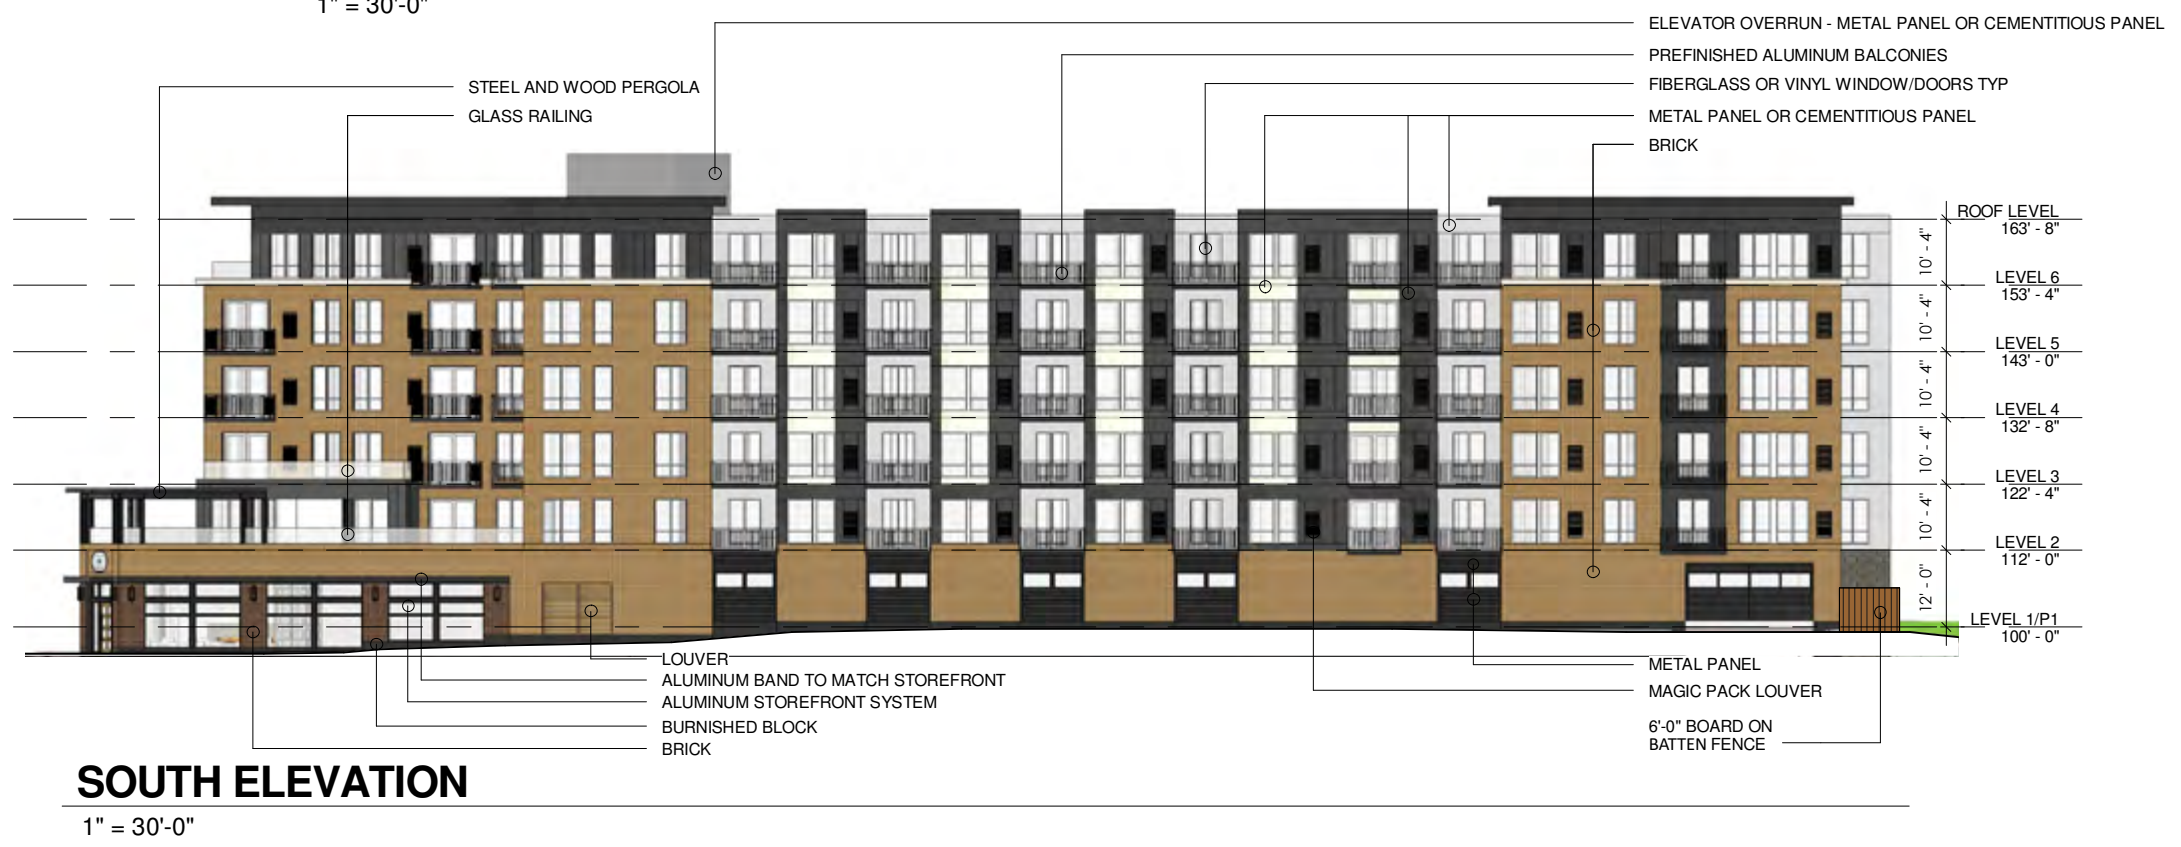 1" = 30'-0"
ELEVATOR OVERRUN - METAL PANEL OR CEMENTITIOUS PANEL
PREFINISHED ALUMINUM BALCONIES
STEEL AND WOOD PERGOLA
FIBERGLASS OR VINYL WINDOW/DOORS TYP
GLASS RAILING
METAL PANEL OR CEMENTITIOUS PANEL
BRICK
ROOF LEVEL
163' - 8"
10' - 4"
LEVEL 6
153' - 4"
10' - 4"
LEVEL 5
143' - 0"
10' - 4"
LEVEL 4
132' - 8"
10' - 4"
LEVEL 3
122' - 4"
10' - 4"
LEVEL 2
112' - 0"
12' - 0"
LEVEL 1/P1
100' - 0"
LOUVER
ALUMINUM BAND TO MATCH STOREFRONT
ALUMINUM STOREFRONT SYSTEM
BURNISHED BLOCK
BRICK
METAL PANEL
MAGIC PACK LOUVER
6'-0" BOARD ON
BATTEN FENCE
SOUTH ELEVATION
1" = 30'-0"